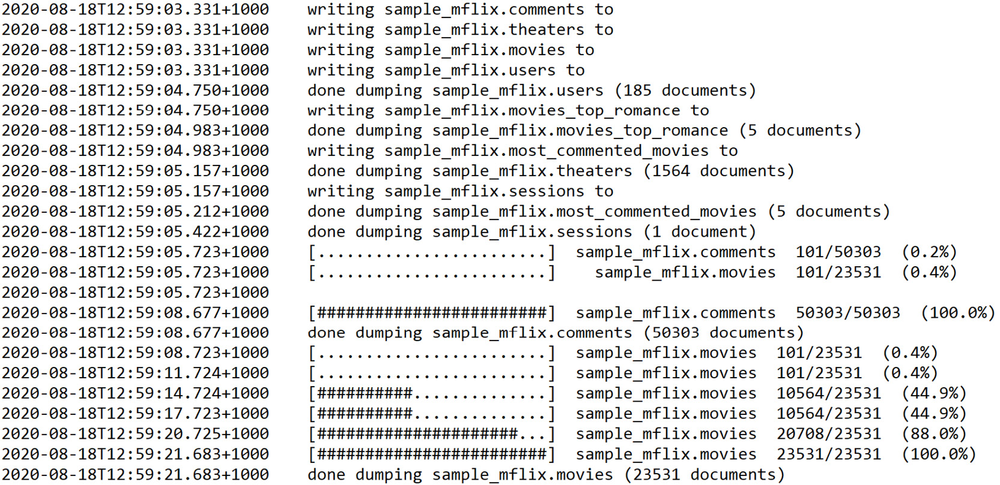 2020-08-18T12:59:03.331+1000    writing sample_mflix.comments to
2020-08-18T12:59:03.331+1000    writing sample_mflix.theaters to
2020-08-18T12:59:03.331+1000    writing sample_mflix.movies to
2020-08-18T12:59:03.331+1000    writing sample_mflix.users to
2020-08-18T12:59:04.750+1000    done dumping sample_mflix.users (185 documents)
2020-08-18T12:59:04.750+1000    writing sample_mflix.movies_top_romance to
2020-08-18T12:59:04.983+1000    done dumping sample_mflix.movies_top_romance (5 documents)
2020-08-18T12:59:04.983+1000    writing sample_mflix.most_commented_movies to
2020-08-18T12:59:05.157+1000    done dumping sample_mflix.theaters (1564 documents)
2020-08-18T12:59:05.157+1000    writing sample_mflix.sessions to
2020-08-18T12:59:05.212+1000    done dumping sample_mflix.most_commented_movies (5 documents)
2020-08-18T12:59:05.422+1000    done dumping sample_mflix.sessions (1 document)
2020-08-18T12:59:05.723+1000    [........................]  sample_mflix.comments  101/50303  (0.2%)
2020-08-18T12:59:05.723+1000    [........................]    sample_mflix.movies  101/23531  (0.4%)
2020-08-18T12:59:05.723+1000
2020-08-18T12:59:08.677+1000    [########################]  sample_mflix.comments  50303/50303  (100.0%)
2020-08-18T12:59:08.677+1000    done dumping sample_mflix.comments (50303 documents)
2020-08-18T12:59:08.723+1000    [........................]  sample_mflix.movies  101/23531  (0.4%)
2020-08-18T12:59:11.724+1000    [........................]  sample_mflix.movies  101/23531  (0.4%)
2020-08-18T12:59:14.724+1000    [##########..............]  sample_mflix.movies  10564/23531  (44.9%)
2020-08-18T12:59:17.723+1000    [##########..............]  sample_mflix.movies  10564/23531  (44.9%)
2020-08-18T12:59:20.725+1000    [#####################...]  sample_mflix.movies  20708/23531  (88.0%)
2020-08-18T12:59:21.683+1000    [########################]  sample_mflix.movies  23531/23531  (100.0%)
2020-08-18T12:59:21.683+1000    done dumping sample_mflix.movies (23531 documents)